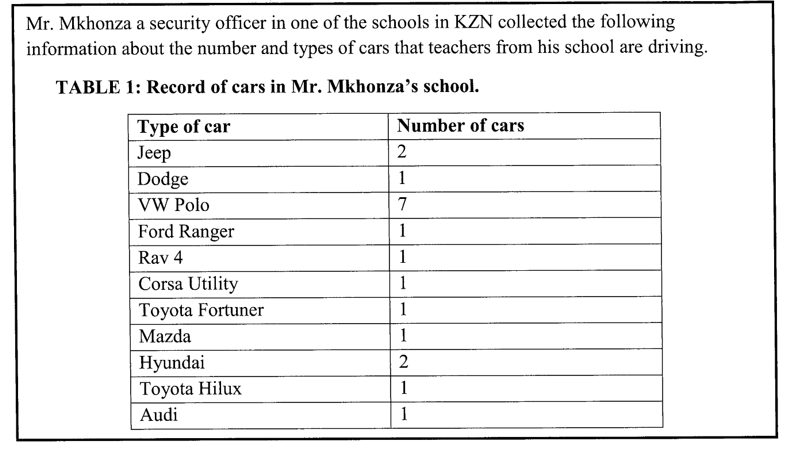 Mr. Mkhonza a security officer in one of the schools in KZN collected the following
information about the number and types of cars that teachers from his school are driving.
TABLE 1: Record of cars in Mr. Mkhonza’s school.
Type of car Number of cars
Jeep 2
Dodge 1
VW Polo 7
Ford Ranger 1
Rav 4 1
Corsa Utility 1
Toyota Fortuner 1
Mazda 1
Hyundai 2
Toyota Hilux 1
Audi 1